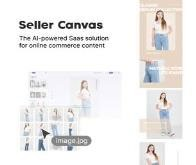 Seller Canvas
The AI-powered Saas solution
for online commerce content
image.jpg